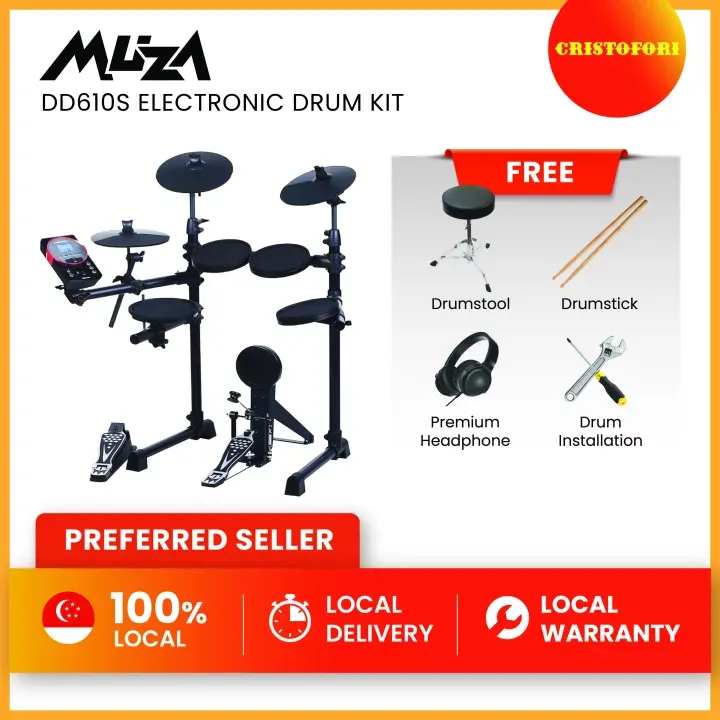 MUZA
DD610S ELECTRONIC DRUM KIT
CRISTOFORI
FREE
Drumstool
Drumstick
Premium
Headphone
Drum
Installation
PREFERRED SELLER
100%
LOCAL
LOCAL
DELIVERY
LOCAL
WARRANTY